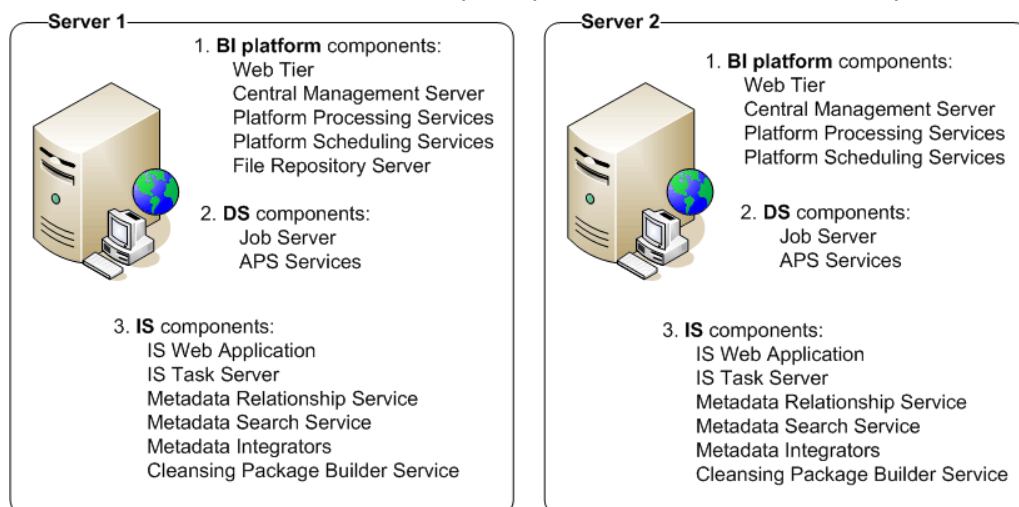 Server 1
1. BI platform components:
Web Tier
Central Management Server
Platform Processing Services
Platform Scheduling Services
File Repository Server
2. DS components:
Job Server
APS Services
3. IS components:
IS Web Application
IS Task Server
Metadata Relationship Service
Metadata Search Service
Metadata Integrators
Cleansing Package Builder Service
Server 2
1. BI platform components:
Web Tier
Central Management Server
Platform Processing Services
Platform Scheduling Services
2. DS components:
Job Server
APS Services
3. IS components:
IS Web Application
IS Task Server
Metadata Relationship Service
Metadata Search Service
Metadata Integrators
Cleansing Package Builder Service